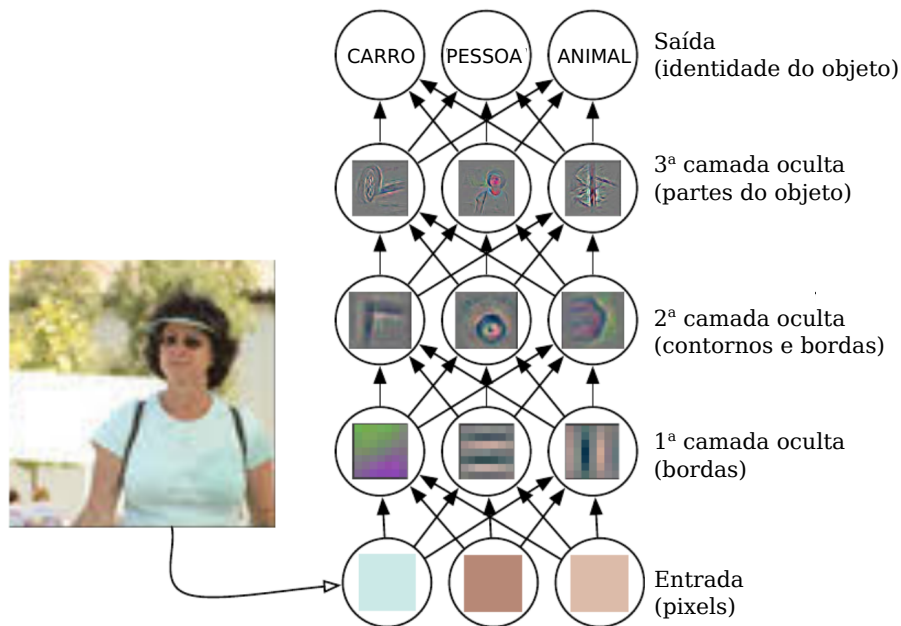 CARRO
PESSOA
ANIMAL
Saída
(identidade do objeto)
3ª camada oculta
(partes do objeto)
2ª camada oculta
(contornos e bordas)
1ª camada oculta
(bordas)
Entrada
(pixels)